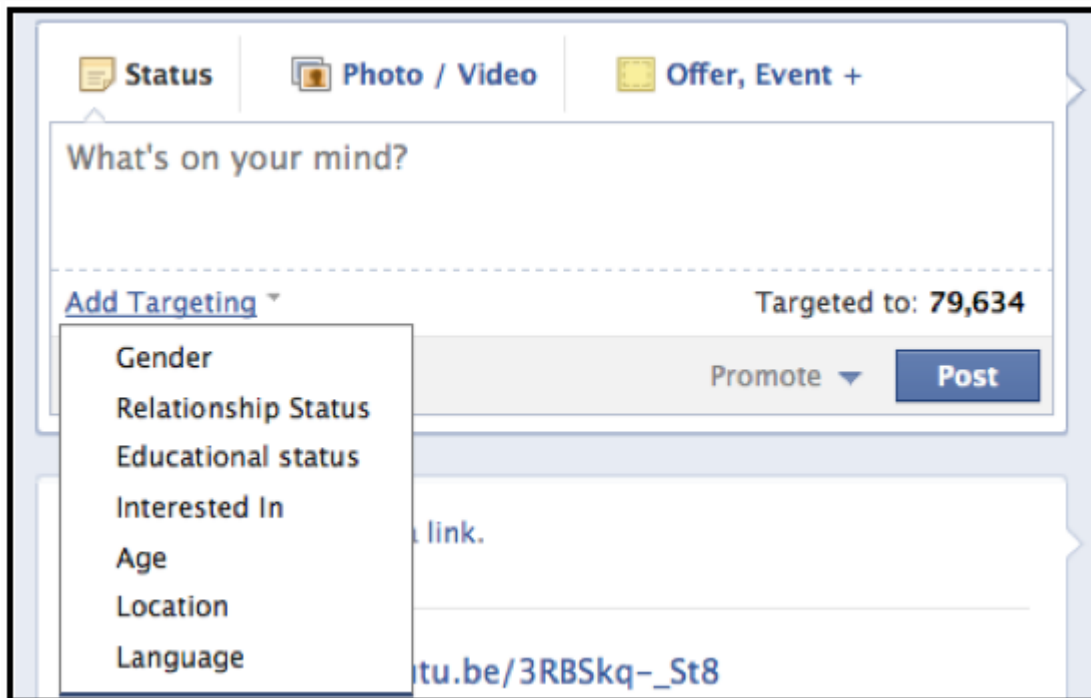 Status Photo / Video Offer, Event +
What's on your mind?
Add Targeting Targeted to: 79,634
Gender
Promote Post
Relationship Status
Educational status
Interested In
link.
Age
Location
Language
utu.be/3RBSkq-_St8